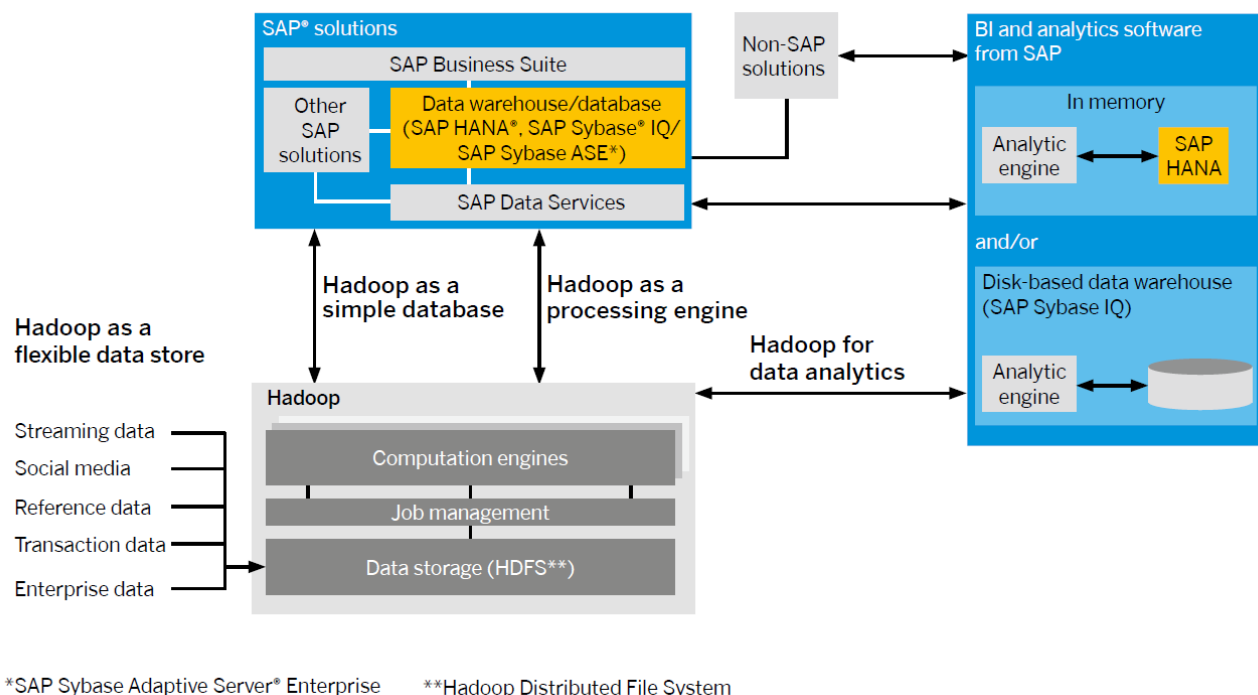 SAP® solutions
SAP Business Suite
Other
SAP
solutions
Data warehouse/database
(SAP HANA®, SAP Sybase® IQ/
SAP Sybase ASE*)
SAP Data Services
Non-SAP
solutions
BI and analytics software
from SAP
In memory
Analytic
engine
SAP
HANA
and/or
Disk-based data warehouse
(SAP Sybase IQ)
Analytic
engine
Hadoop as a
simple database
Hadoop as a
processing engine
Hadoop as a
flexible data store
Hadoop for
data analytics
Streaming data
Social media
Reference data
Transaction data
Enterprise data
Hadoop
Computation engines
Job management
Data storage (HDFS**)
*SAP Sybase Adaptive Server® Enterprise
**Hadoop Distributed File System